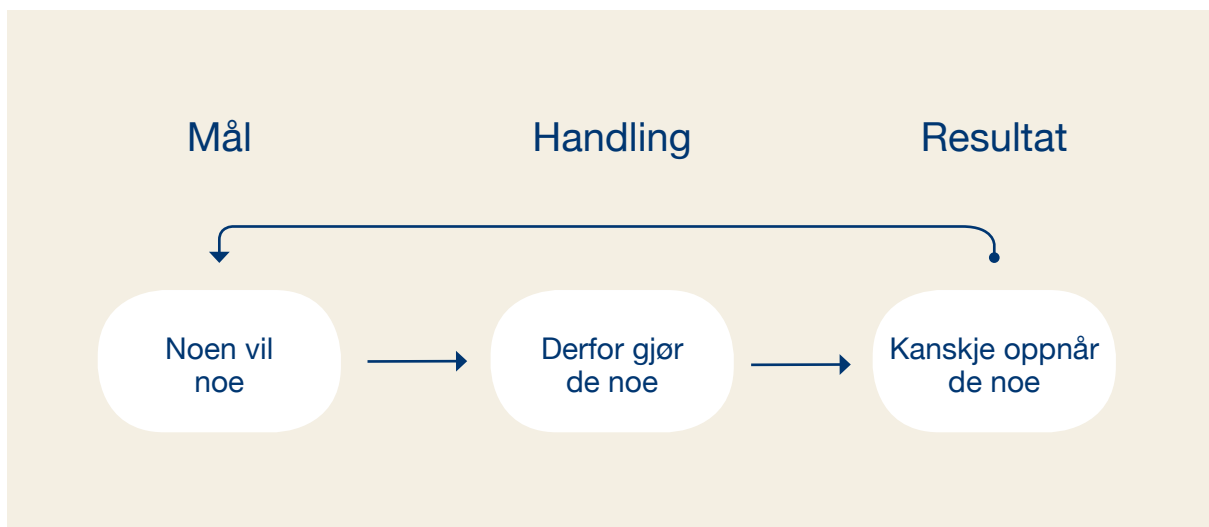 Mål
Handling
Resultat
Noen vil
noe
Derfor gjør
de noe
Kanskje oppnår
de noe